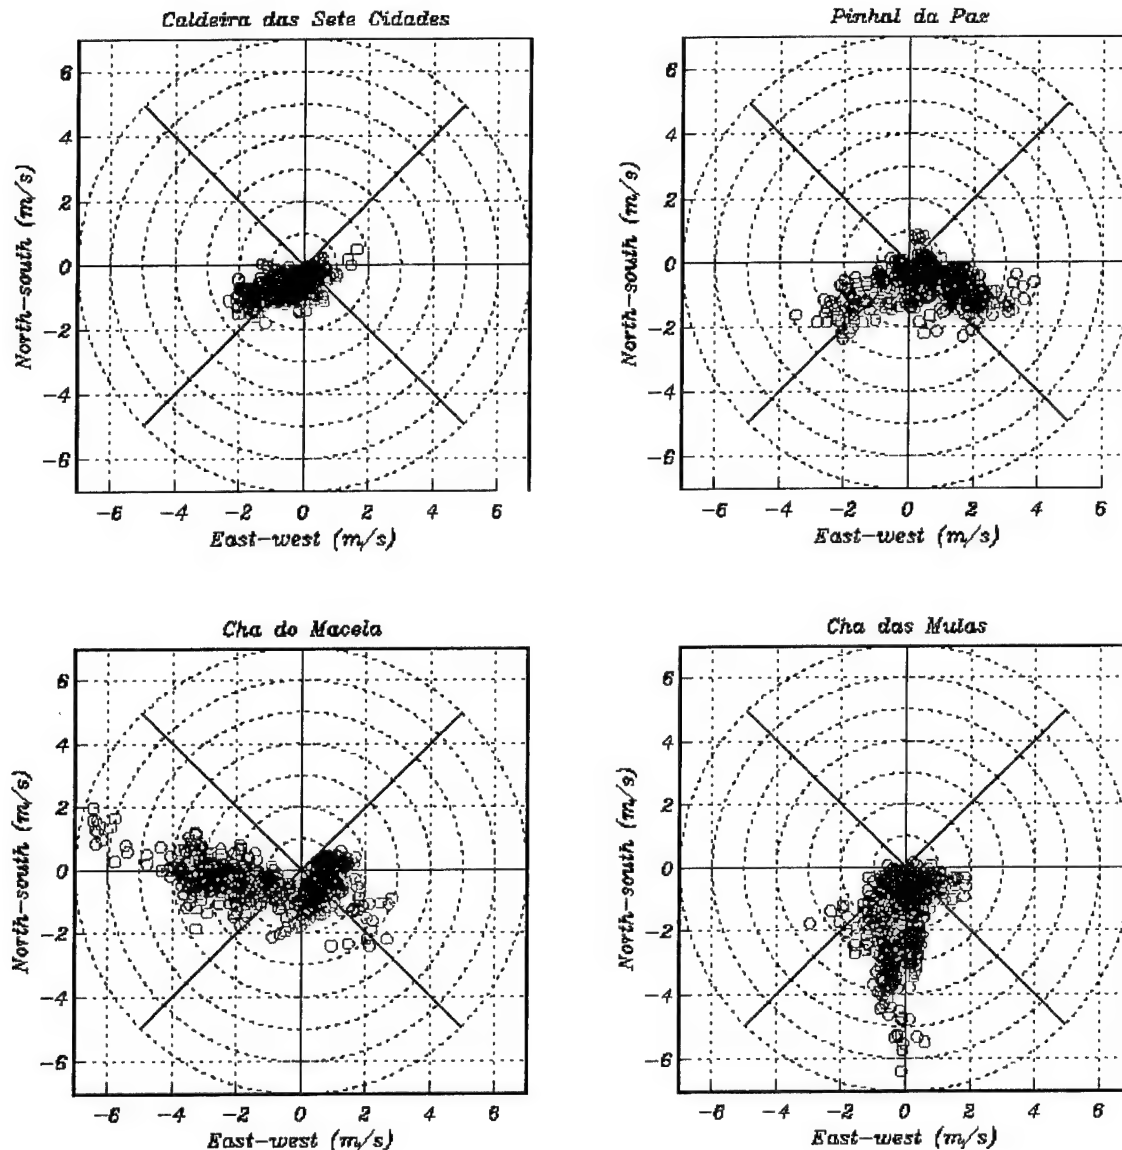 Caldeira das Sete Cidades
6
4
2
0
-2
-4
-6
North-south (m/s)
-6 -4 -2 0 2 4 6
East-west (m/s)
Pinhal da Paz
6
4
2
0
-2
-4
-6
North-south (m/s)
-6 -4 -2 0 2 4 6
East-west (m/s)
Cha do Macela
6
4
2
0
-2
-4
-6
North-south (m/s)
-6 -4 -2 0 2 4 6
East-west (m/s)
Cha das Mulas
6
4
2
0
-2
-4
-6
North-south (m/s)
-6 -4 -2 0 2 4 6
East-west (m/s)